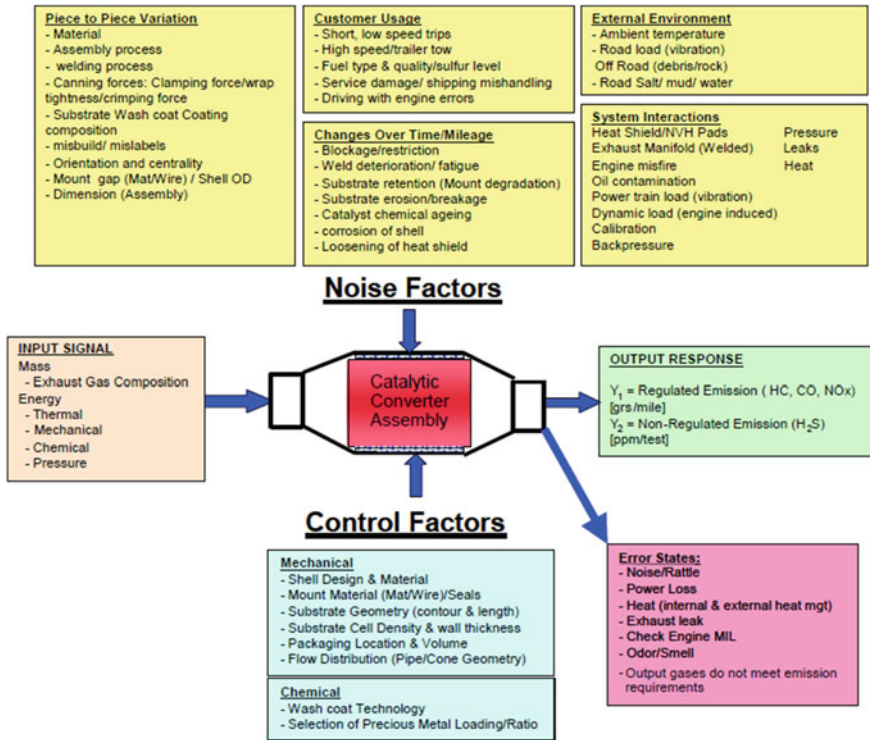 Piece to Piece Variation
- Material
- Assembly process
- welding process
- Canning forces: Clamping force/wrap
tightness/crimping force
- Substrate Wash coat Coating
composition
- misbuild/ mislabels
- Orientation and centrality
- Mount gap (Mat/Wire) / Shell OD
- Dimension (Assembly)
Customer Usage
- Short, low speed trips
- High speed/trailer tow
- Fuel type & quality/sulfur level
- Service damage/ shipping mishandling
- Driving with engine errors
Changes Over Time/Mileage
- Blockage/restriction
- Weld deterioration/ fatigue
- Substrate retention (Mount degradation)
- Substrate erosion/breakage
- Catalyst chemical ageing
- corrosion of shell
- Loosening of heat shield
External Environment
- Ambient temperature
- Road load (vibration)
Off Road (debris/rock)
- Road Salt/ mud/ water
System Interactions
Heat Shield/NVH Pads Pressure
Exhaust Manifold (Welded) Leaks
Engine misfire Heat
Oil contamination
Power train load (vibration)
Dynamic load (engine induced)
Calibration
Backpressure
Noise Factors
INPUT SIGNAL
Mass
- Exhaust Gas Composition
Energy
- Thermal
- Mechanical
- Chemical
- Pressure
Catalytic
Converter
Assembly
OUTPUT RESPONSE
Y1 = Regulated Emission ( HC, CO, NOx)
[grs/mile]
Y2 = Non-Regulated Emission (H2S)
[ppm/test]
Control Factors
Mechanical
- Shell Design & Material
- Mount Material (Mat/Wire)/Seals
- Substrate Geometry (contour & length)
- Substrate Cell Density & wall thickness
- Packaging Location & Volume
- Flow Distribution (Pipe/Cone Geometry)
Chemical
- Wash coat Technology
- Selection of Precious Metal Loading/Ratio
Error States:
- Noise/Rattle
- Power Loss
- Heat (internal & external heat mgt)
- Exhaust leak
- Check Engine MIL
- Odor/Smell
- Output gases do not meet emission
requirements